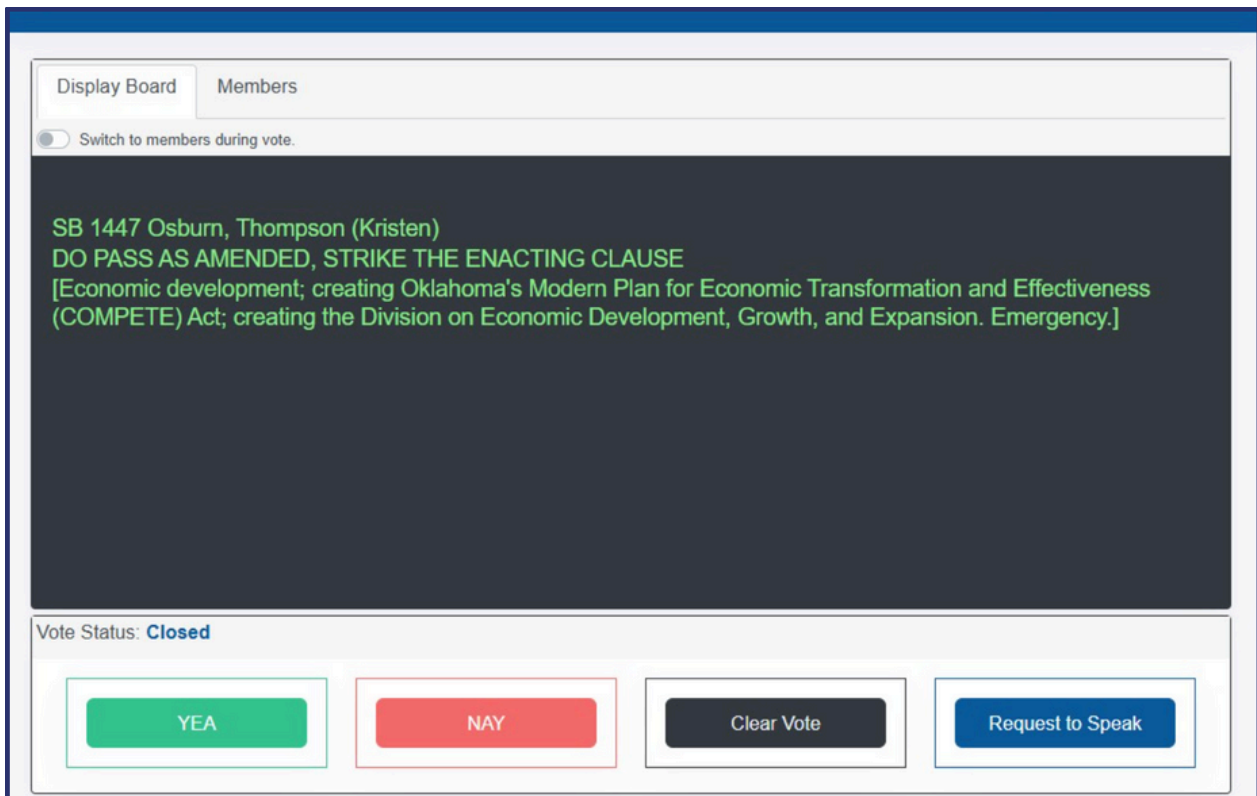 Display Board Members
Switch to members during vote.
SB 1447 Osburn, Thompson (Kristen)
DO PASS AS AMENDED, STRIKE THE ENACTING CLAUSE
[Economic development; creating Oklahoma's Modern Plan for Economic Transformation and Effectiveness
(COMPETE) Act; creating the Division on Economic Development, Growth, and Expansion. Emergency.]
Vote Status: Closed
YEA NAY Clear Vote Request to Speak